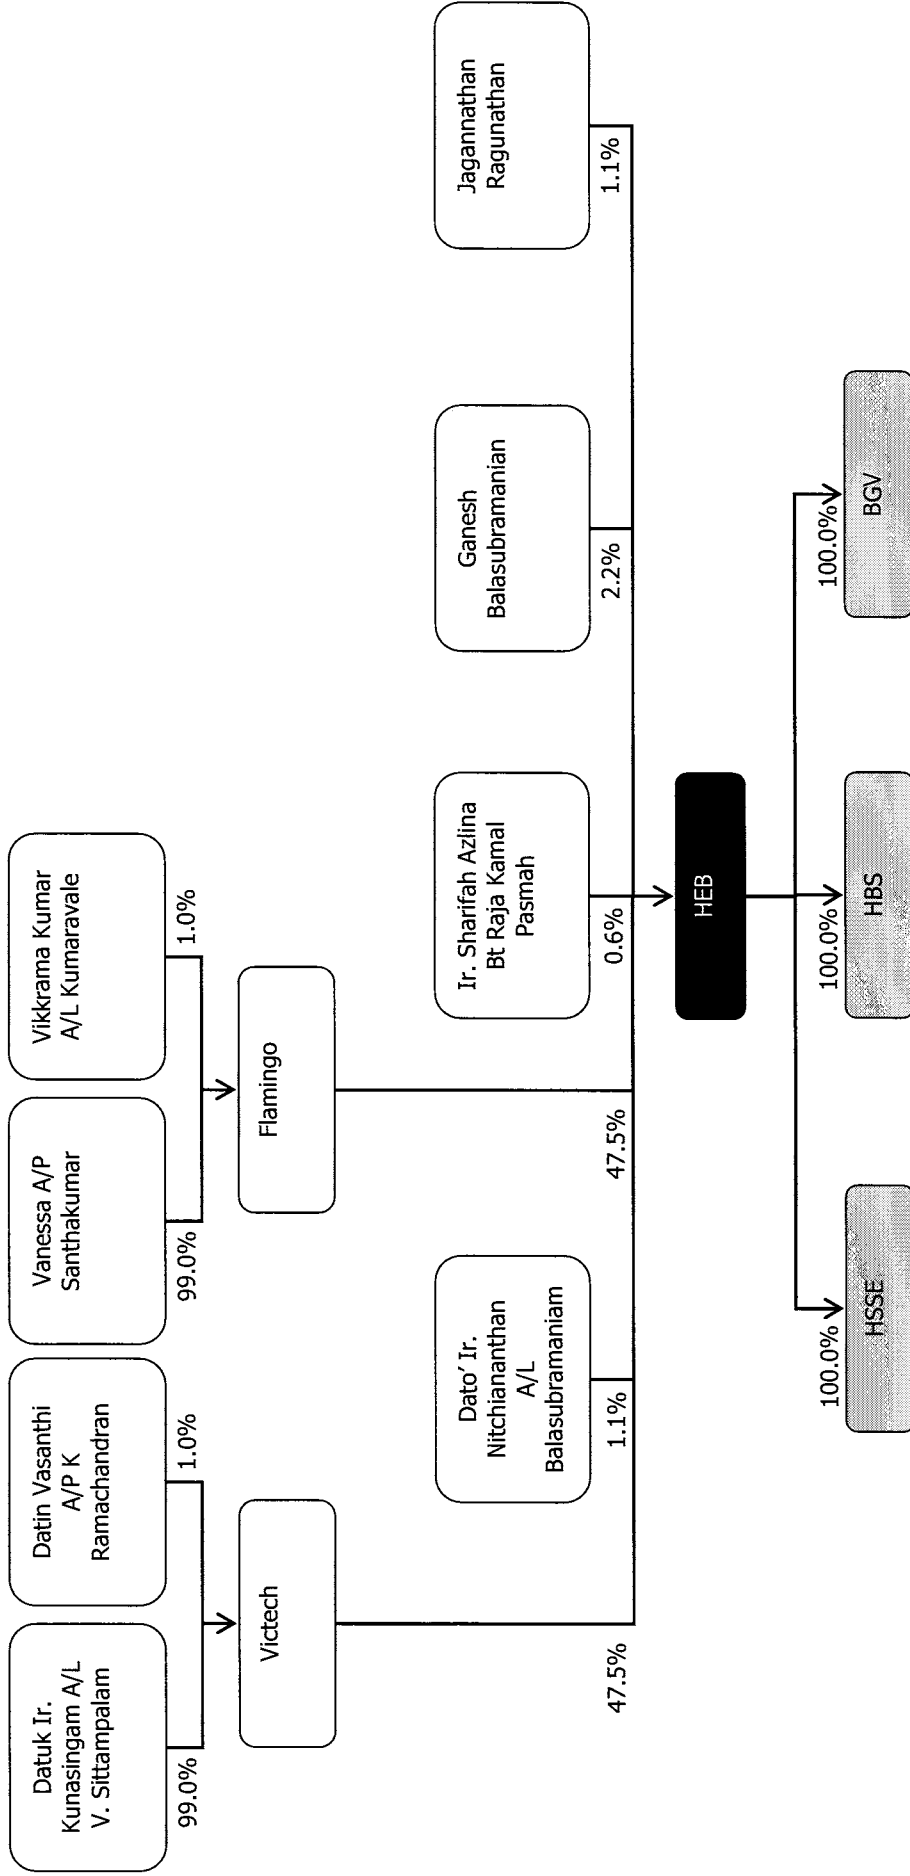 Datuk Ir.
Kunasingam A/L
V. Sittampalam
Datin Vasanthi
A/P K
Ramachandran
Vanessa A/P
Santhakumar
Vikkrama Kumar
A/L Kumaravale
99.0%
1.0%
99.0%
1.0%
Victech
Flamingo
Dato’ Ir.
Nitchiananthan
A/L
Balasubramaniam
Ir. Sharifah Azlina
Bt Raja Kamal
Pasmah
Ganesh
Balasubramanian
Jagannathan
Ragunathan
47.5%
1.1%
47.5%
0.6%
2.2%
1.1%
HEB
100.0%
100.0%
100.0%
HSSE
HBS
BGV